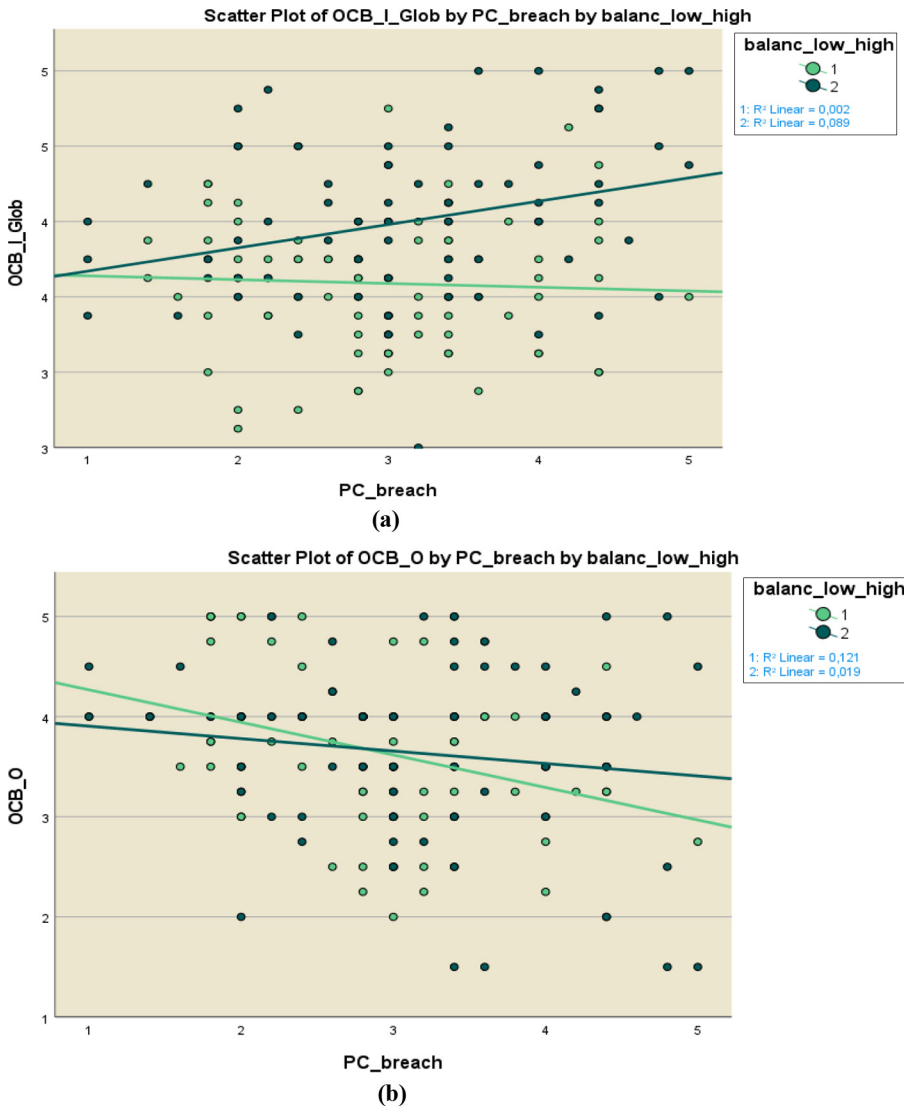 Scatter Plot of OCB_I_Glob by PC_breach by balanc_low_high
balanc_low_high
1
2
1: R² Linear = 0,002
2: R² Linear = 0,089
OCB_I_Glob
5
5
4
4
3
3
1 2 3 4 5
PC_breach
(a)
Scatter Plot of OCB_O by PC_breach by balanc_low_high
balanc_low_high
1
2
1: R² Linear = 0,121
2: R² Linear = 0,019
OCB_O
5
4
3
2
1
1 2 3 4 5
PC_breach
(b)